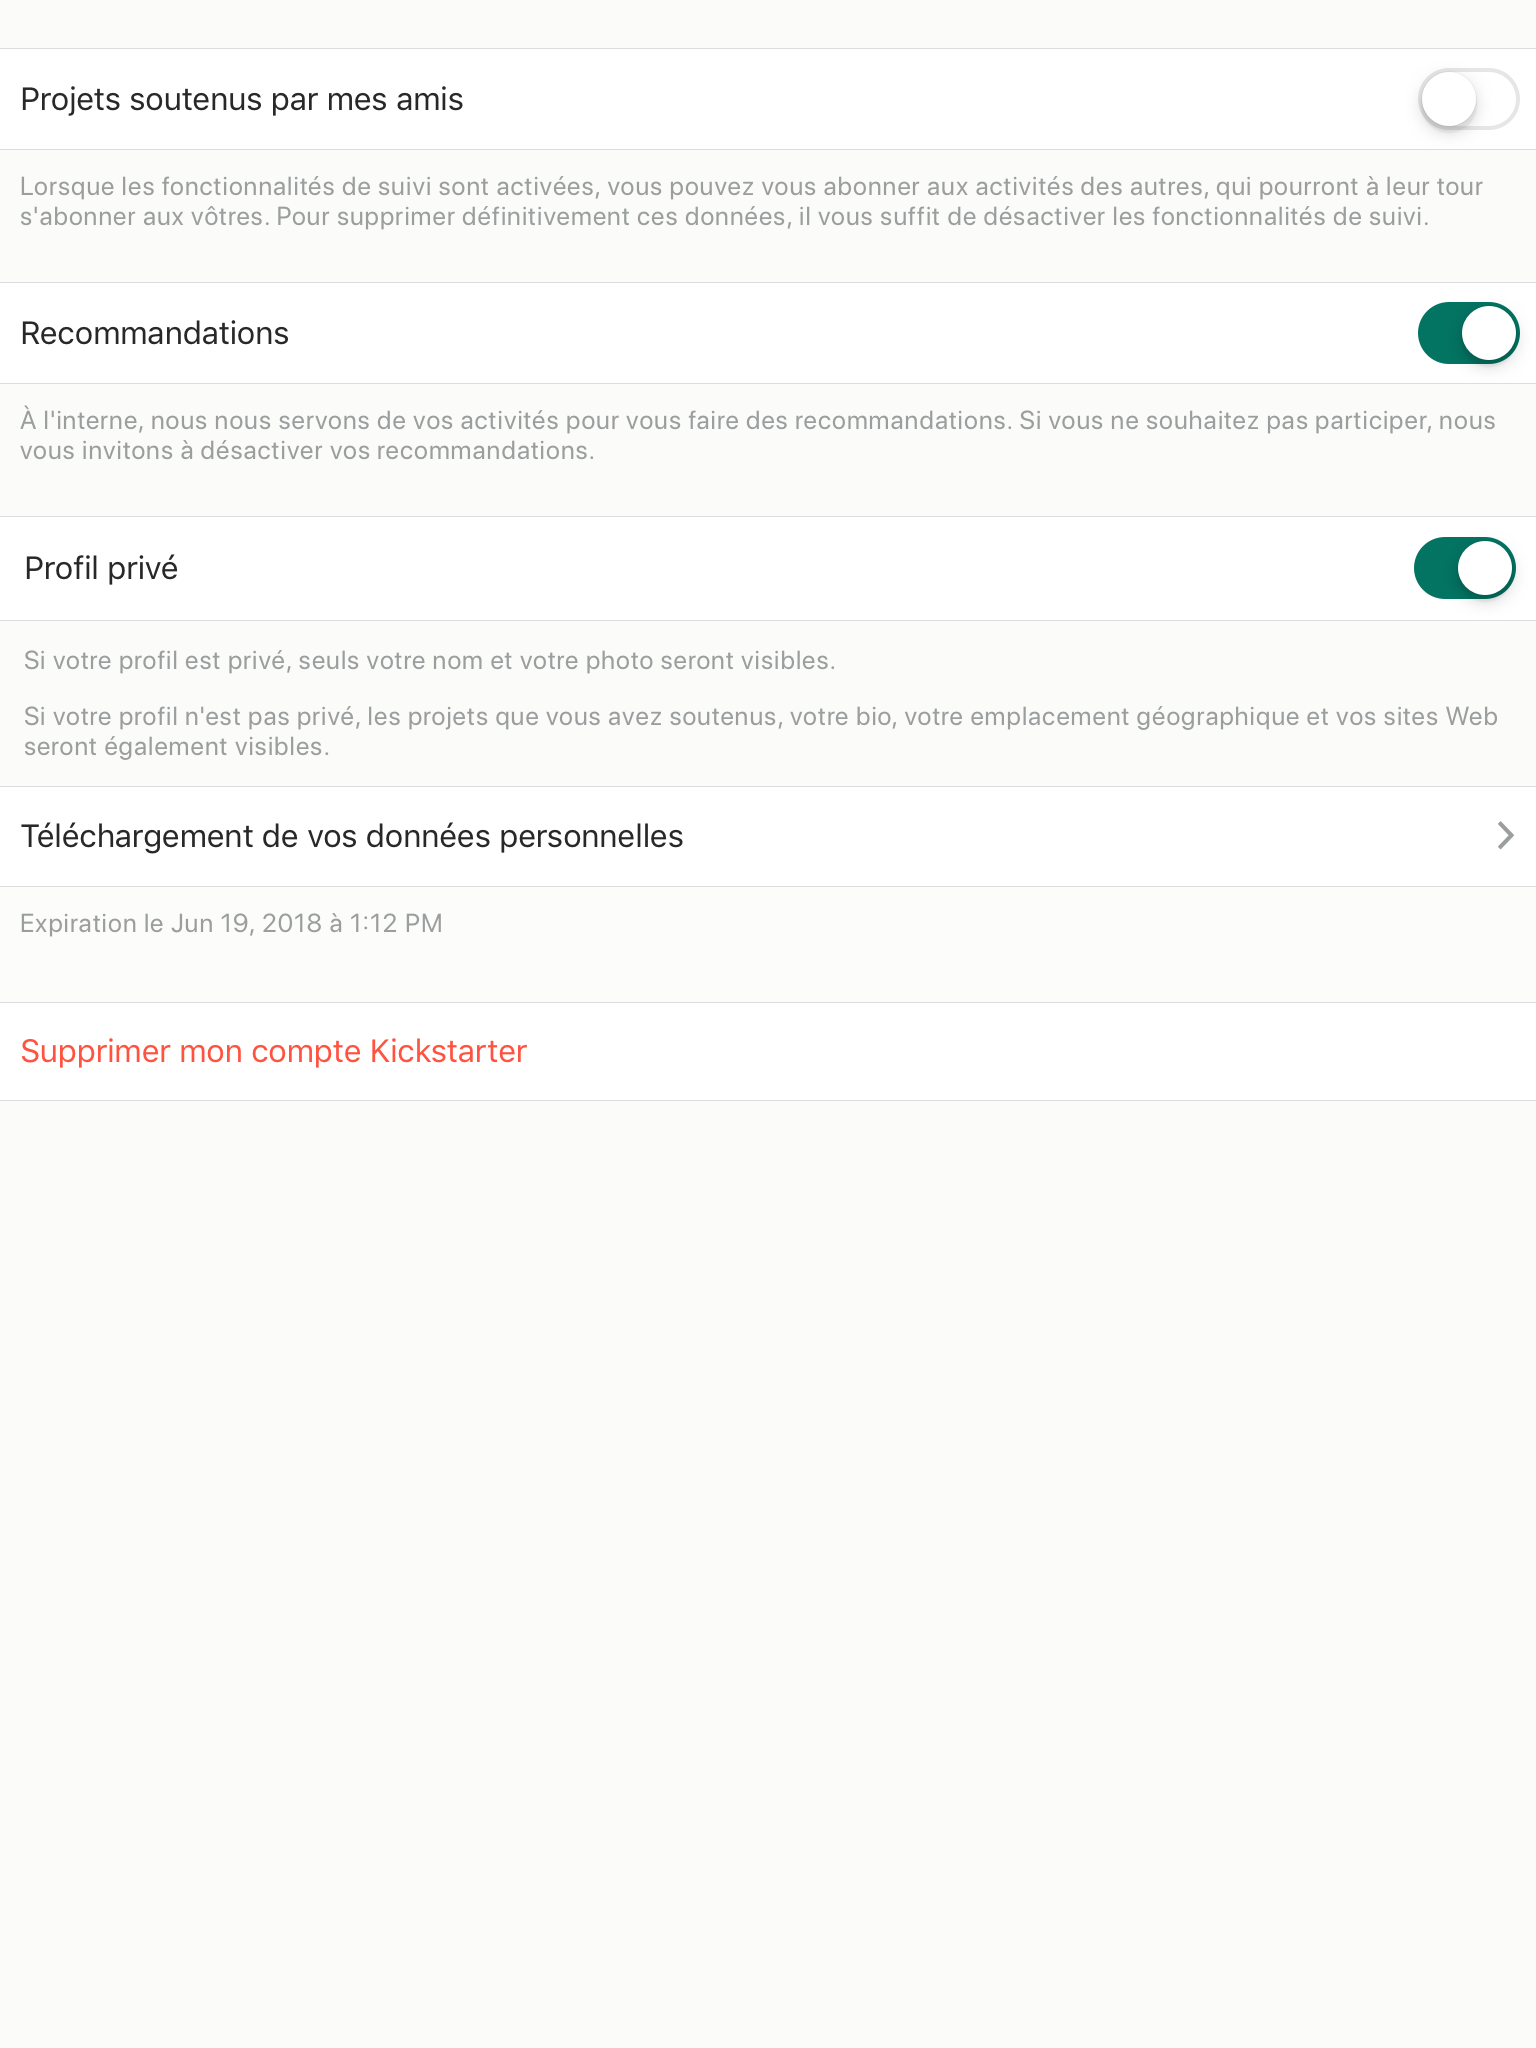 Projets soutenus par mes amis
Lorsque les fonctionnalités de suivi sont activées, vous pouvez vous abonner aux activités des autres, qui pourront à leur tour
s'abonner aux vôtres. Pour supprimer définitivement ces données, il vous suffit de désactiver les fonctionnalités de suivi.
Recommandations
À l'interne, nous nous servons de vos activités pour vous faire des recommandations. Si vous ne souhaitez pas participer, nous
vous invitons à désactiver vos recommandations.
Profil privé
Si votre profil est privé, seuls votre nom et votre photo seront visibles.
Si votre profil n'est pas privé, les projets que vous avez soutenus, votre bio, votre emplacement géographique et vos sites Web
seront également visibles.
Téléchargement de vos données personnelles
Expiration le Jun 19, 2018 à 1:12 PM
Supprimer mon compte Kickstarter